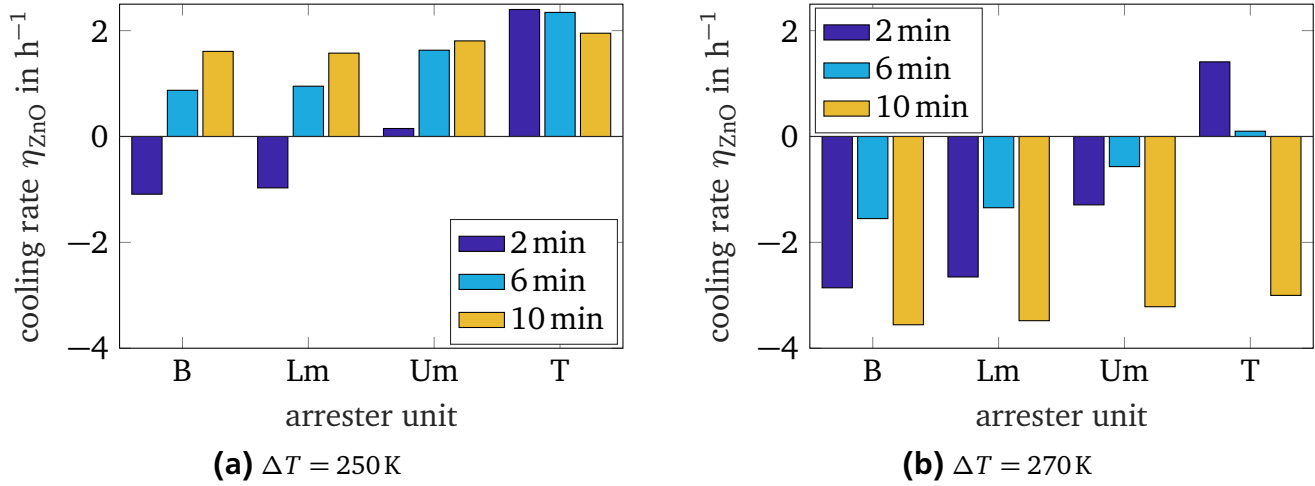 cooling rate ηZnO in h⁻¹
2
0
−2
−4
2 min
6 min
10 min
B Lm Um T
arrester unit
(a) ΔT = 250 K
cooling rate ηZnO in h⁻¹
2
0
−2
−4
2 min
6 min
10 min
B Lm Um T
arrester unit
(b) ΔT = 270 K